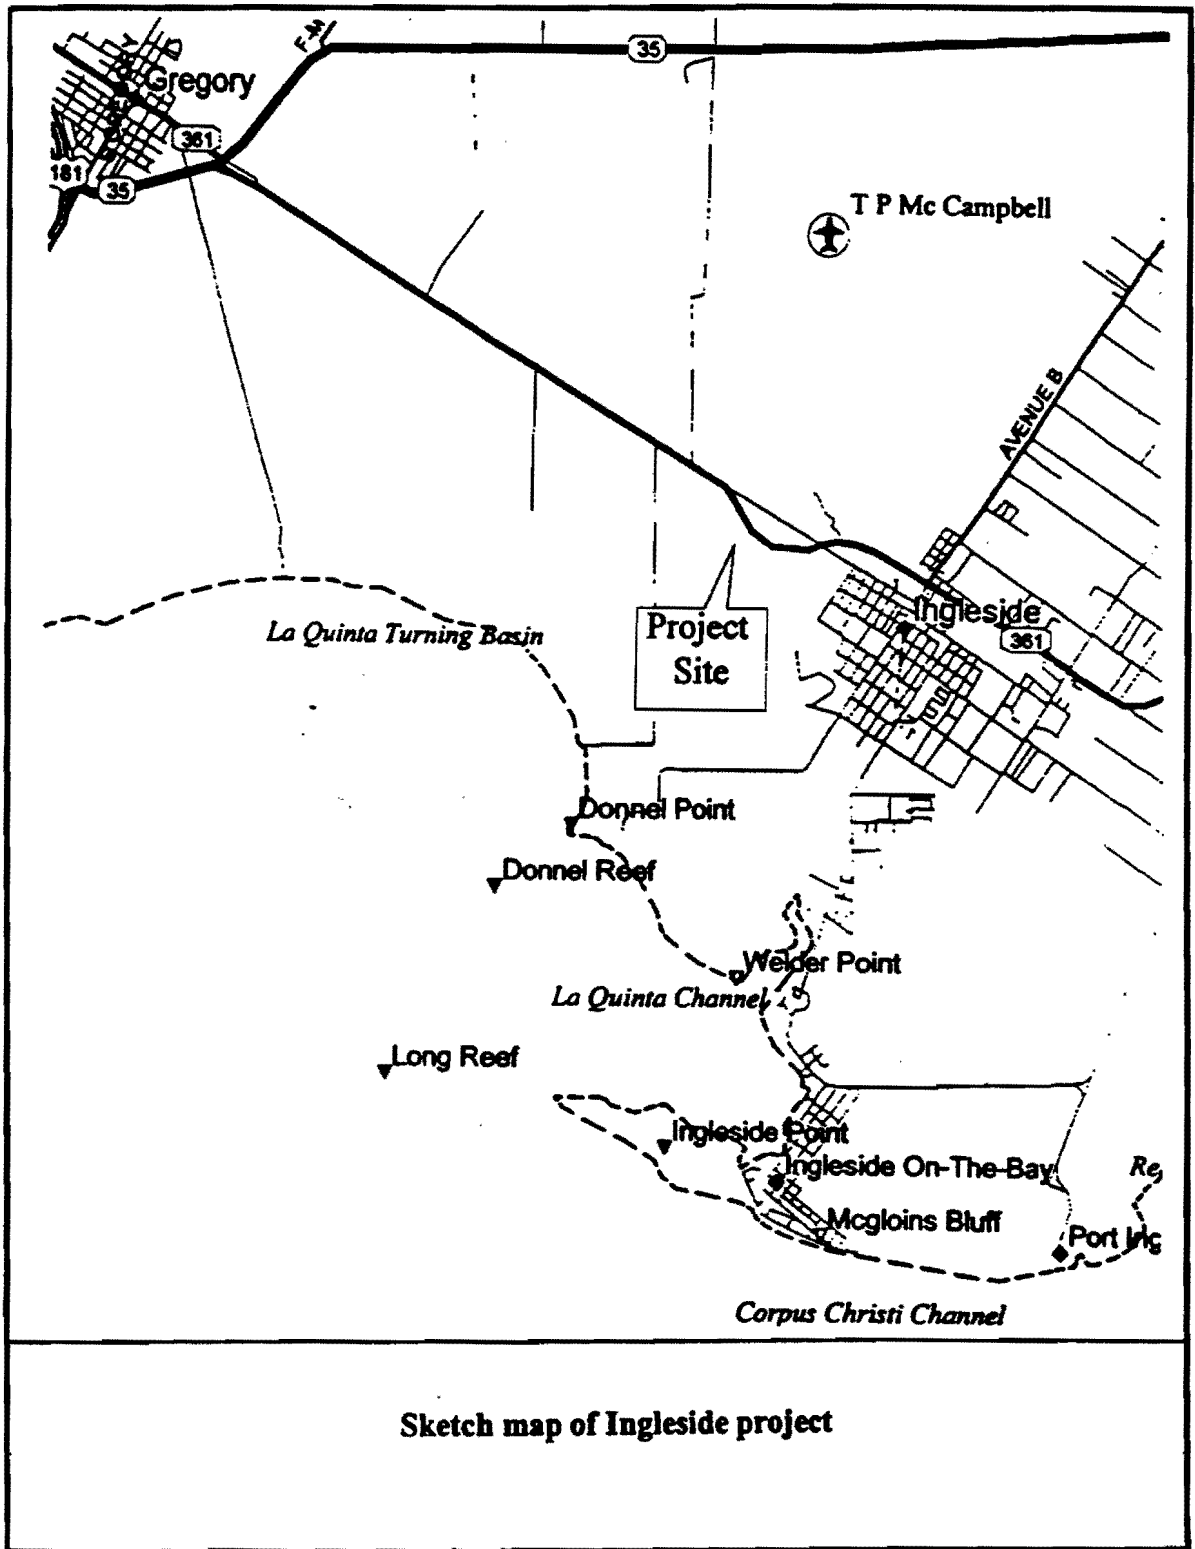 F-M
35
Gregory
361
181
35
T P Mc Campbell
AVENUE B
Ingleside
361
Project
Site
La Quinta Turning Basin
Donnel Point
Donnel Reef
Welder Point
La Quinta Channel
Long Reef
Ingleside Point
Ingleside On-The-Bay
Re
Mcgloins Bluff
Port
Corpus Christi Channel
Sketch map of Ingleside project